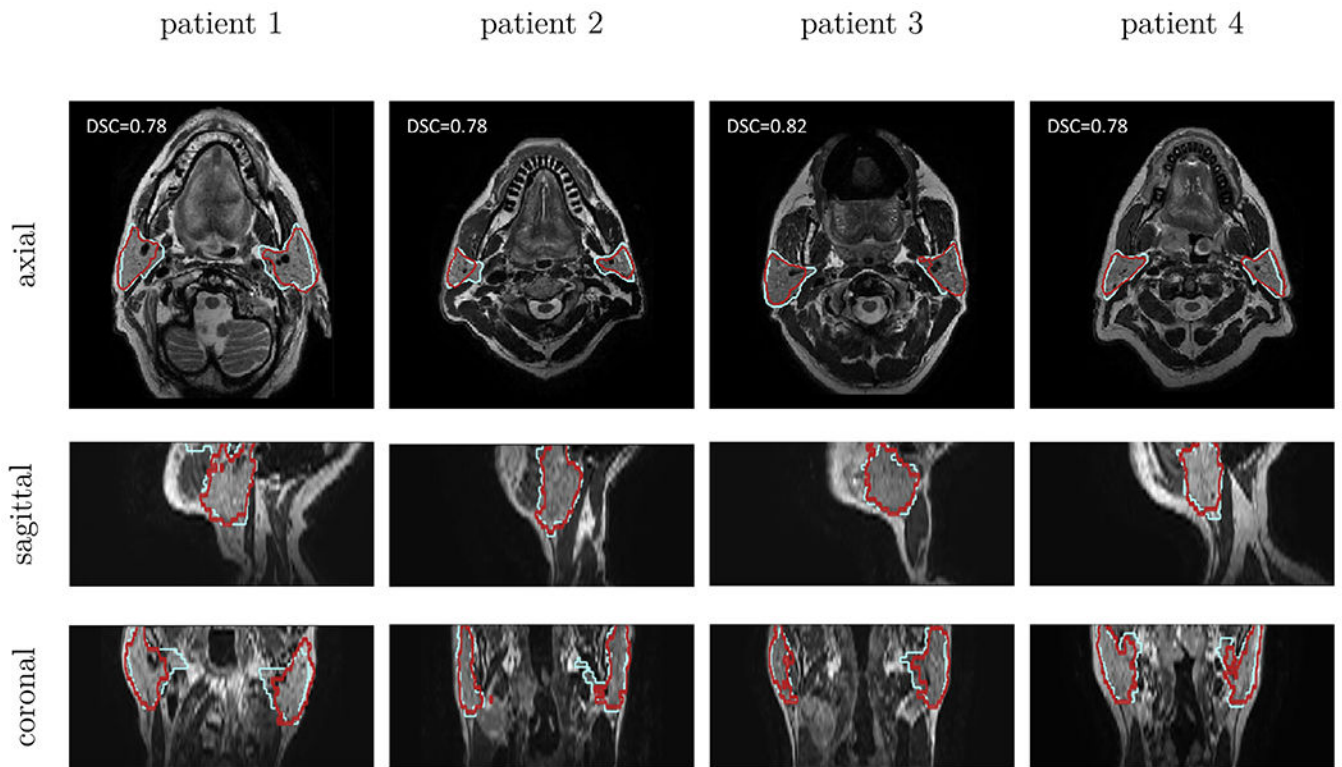 patient 1
patient 2
patient 3
patient 4
axial
DSC=0.78
DSC=0.78
DSC=0.82
DSC=0.78
sagittal
coronal